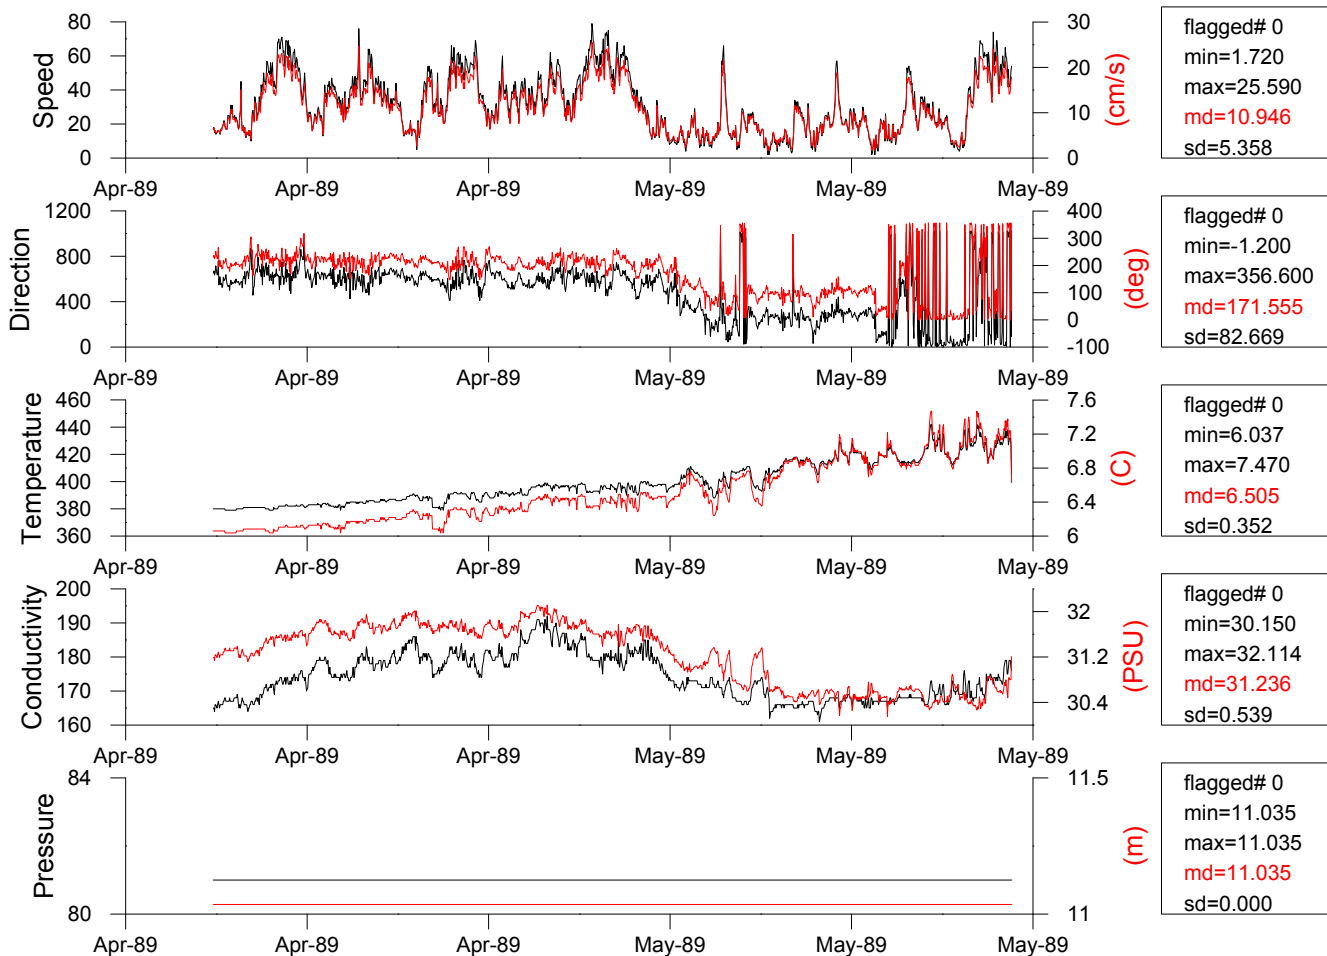 Speed
80
60
40
20
0
30
20
10
0
(cm/s)
Apr-89 Apr-89 Apr-89 May-89 May-89 May-89
flagged# 0
min=1.720
max=25.590
md=10.946
sd=5.358
Direction
1200
800
400
0
400
300
200
100
0
-100
(deg)
Apr-89 Apr-89 Apr-89 May-89 May-89 May-89
flagged# 0
min=-1.200
max=356.600
md=171.555
sd=82.669
Temperature
460
440
420
400
380
360
7.6
7.2
6.8
6.4
6
(C)
Apr-89 Apr-89 Apr-89 May-89 May-89 May-89
flagged# 0
min=6.037
max=7.470
md=6.505
sd=0.352
Conductivity
200
190
180
170
160
32
31.2
30.4
(PSU)
Apr-89 Apr-89 Apr-89 May-89 May-89 May-89
flagged# 0
min=30.150
max=32.114
md=31.236
sd=0.539
Pressure
84
80
11.5
11
(m)
Apr-89 Apr-89 Apr-89 May-89 May-89 May-89
flagged# 0
min=11.035
max=11.035
md=11.035
sd=0.000